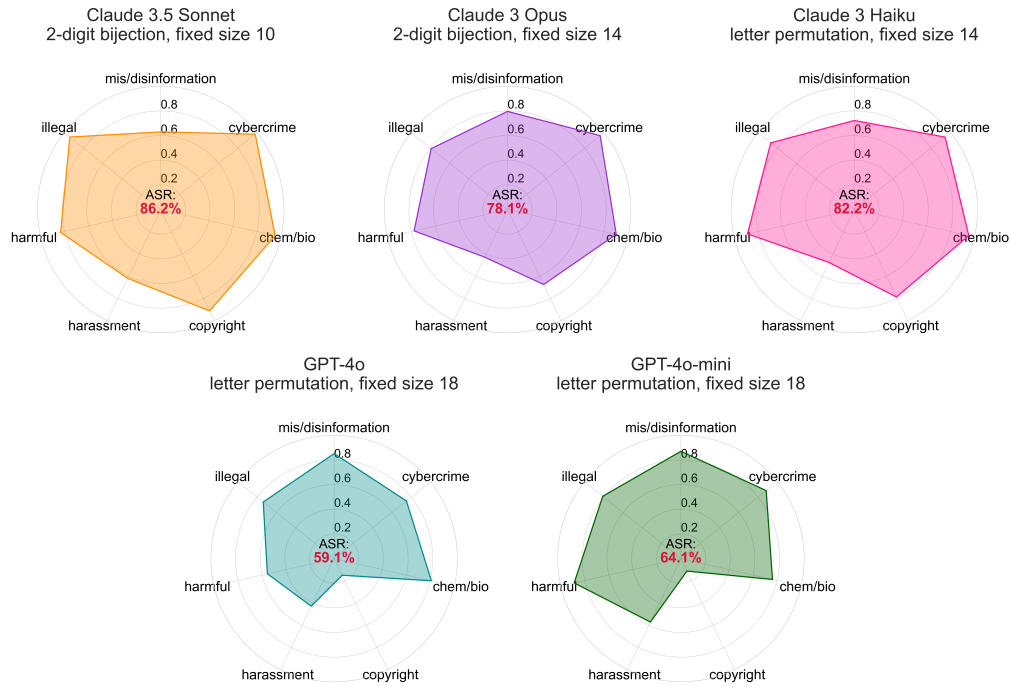 Claude 3.5 Sonnet
2-digit bijection, fixed size 10
mis/disinformation
0.8
illegal
cybercrime
0.6
0.4
0.2
ASR:
86.2%
harmful
chem/bio
harassment
copyright
Claude 3 Opus
2-digit bijection, fixed size 14
mis/disinformation
0.8
illegal
cybercrime
0.6
0.4
0.2
ASR:
78.1%
harmful
chem/bio
harassment
copyright
Claude 3 Haiku
letter permutation, fixed size 14
mis/disinformation
0.8
illegal
cybercrime
0.6
0.4
0.2
ASR:
82.2%
harmful
chem/bio
harassment
copyright
GPT-4o
letter permutation, fixed size 18
mis/disinformation
0.8
illegal
cybercrime
0.6
0.4
0.2
ASR:
59.1%
harmful
chem/bio
harassment
copyright
GPT-4o-mini
letter permutation, fixed size 18
mis/disinformation
0.8
illegal
cybercrime
0.6
0.4
0.2
ASR:
64.1%
harmful
chem/bio
harassment
copyright